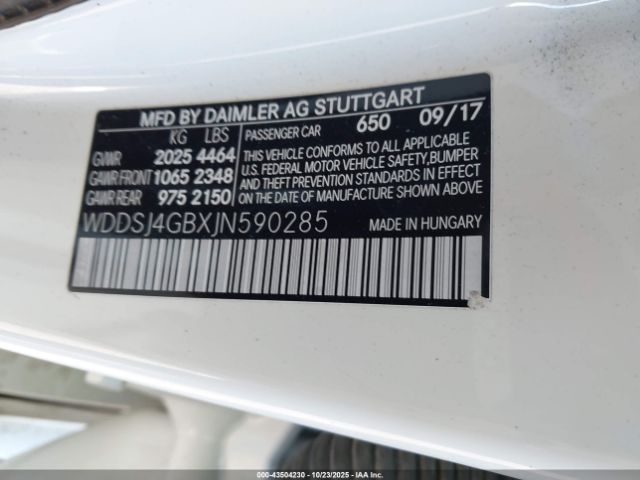 MFD BY DAIMLER AG STUTTGART
KG LBS PASSENGER CAR 650 09/17
GVWR 2025 4464 THIS VEHICLE CONFORMS TO ALL APPLICABLE
GAWR FRONT 1065 2348 U.S. FEDERAL MOTOR VEHICLE SAFETY, BUMPER
GAWR REAR 975 2150 AND THEFT PREVENTION STANDARDS IN EFFECT
ON THE DATE OF MANUFACTURE SHOWN ABOVE.
WDDSJ4GBXJN590285 MADE IN HUNGARY
000-43504230 - 10/23/2025 - IAAI.COM